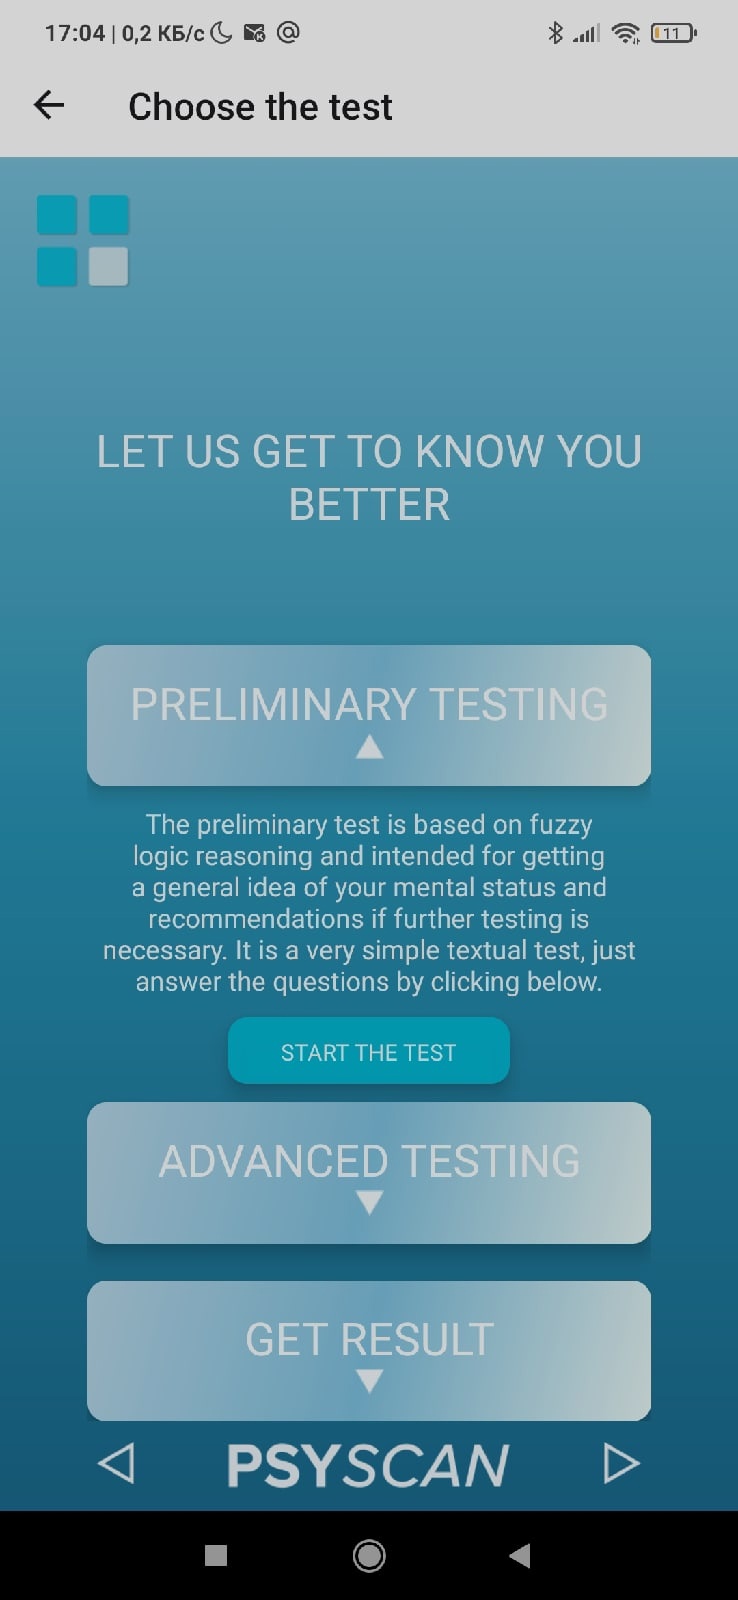 17:04 | 0,2 КБ/с 11
Choose the test
LET US GET TO KNOW YOU
BETTER
PRELIMINARY TESTING
The preliminary test is based on fuzzy
logic reasoning and intended for getting
a general idea of your mental status and
recommendations if further testing is
necessary. It is a very simple textual test, just
answer the questions by clicking below.
START THE TEST
ADVANCED TESTING
GET RESULT
PSYSCAN